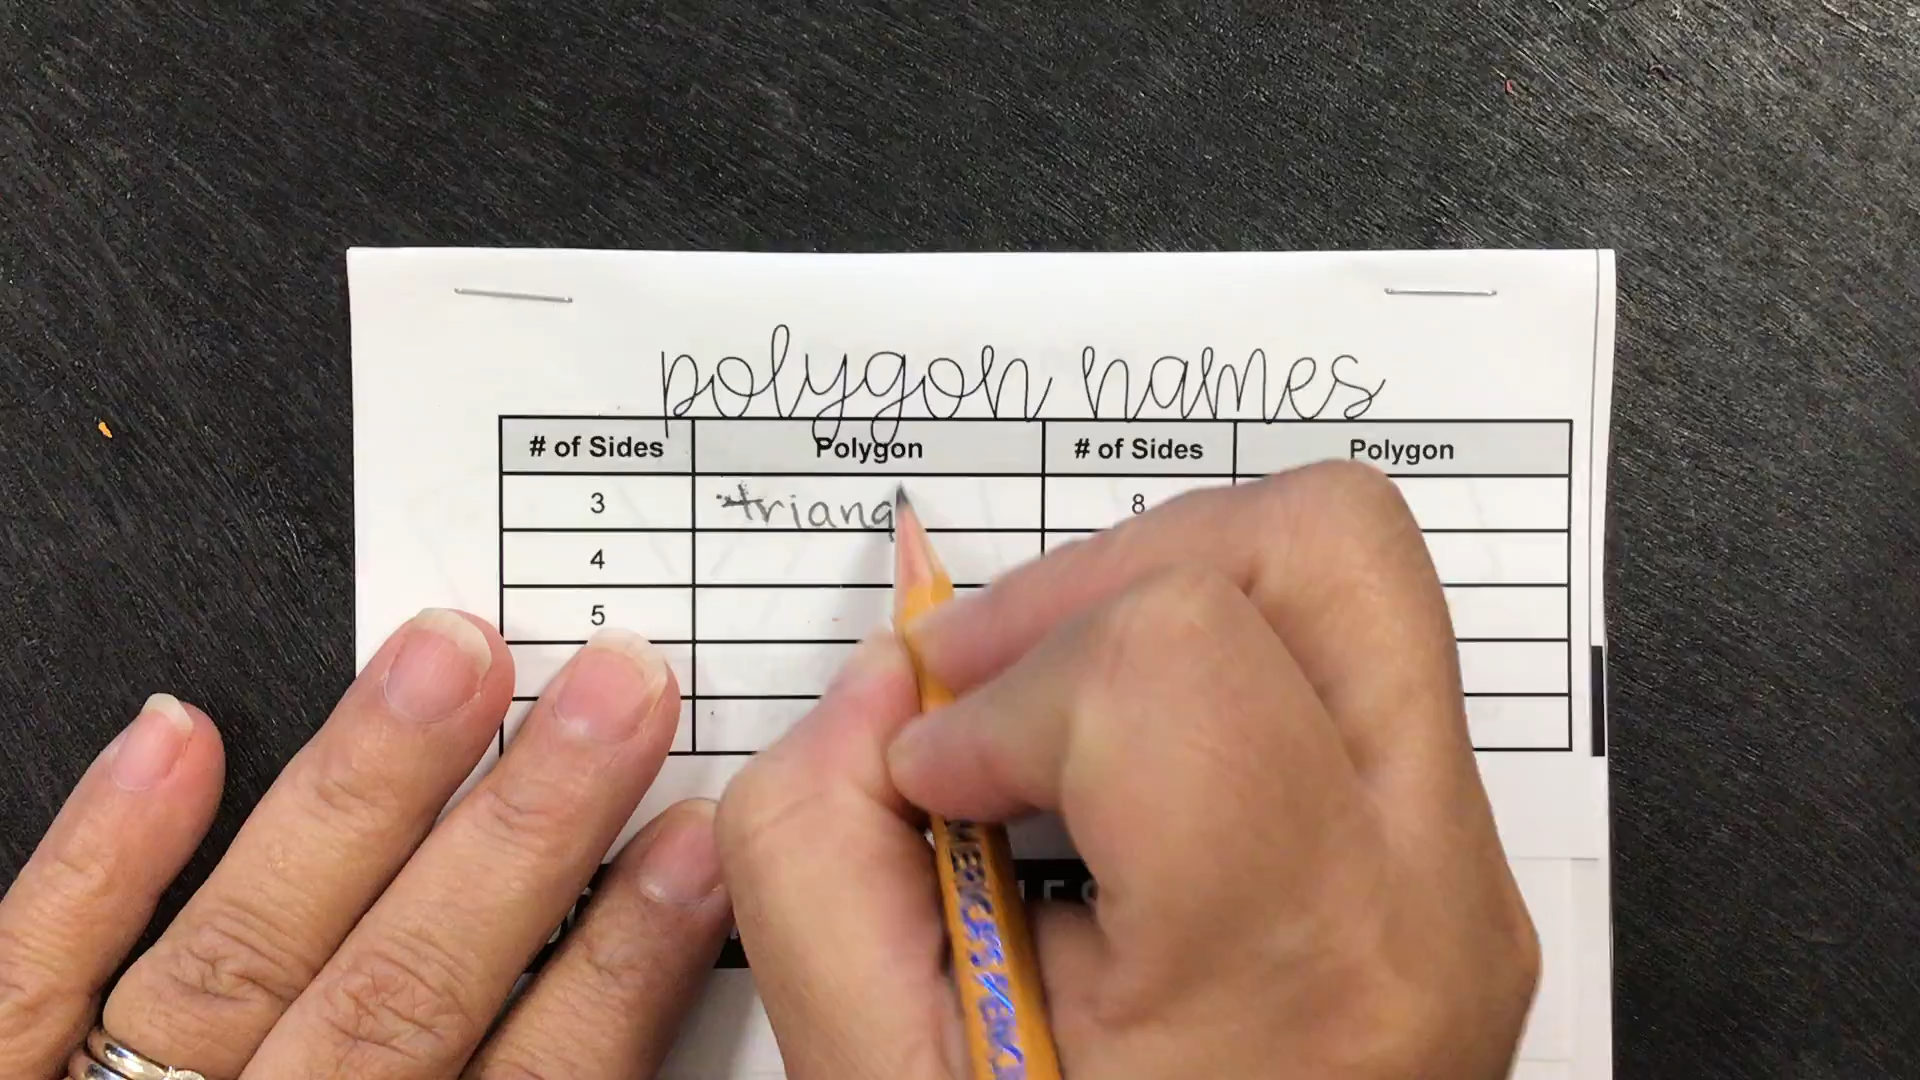 polygon names
# of Sides Polygon # of Sides Polygon
3 triang 8
4
5